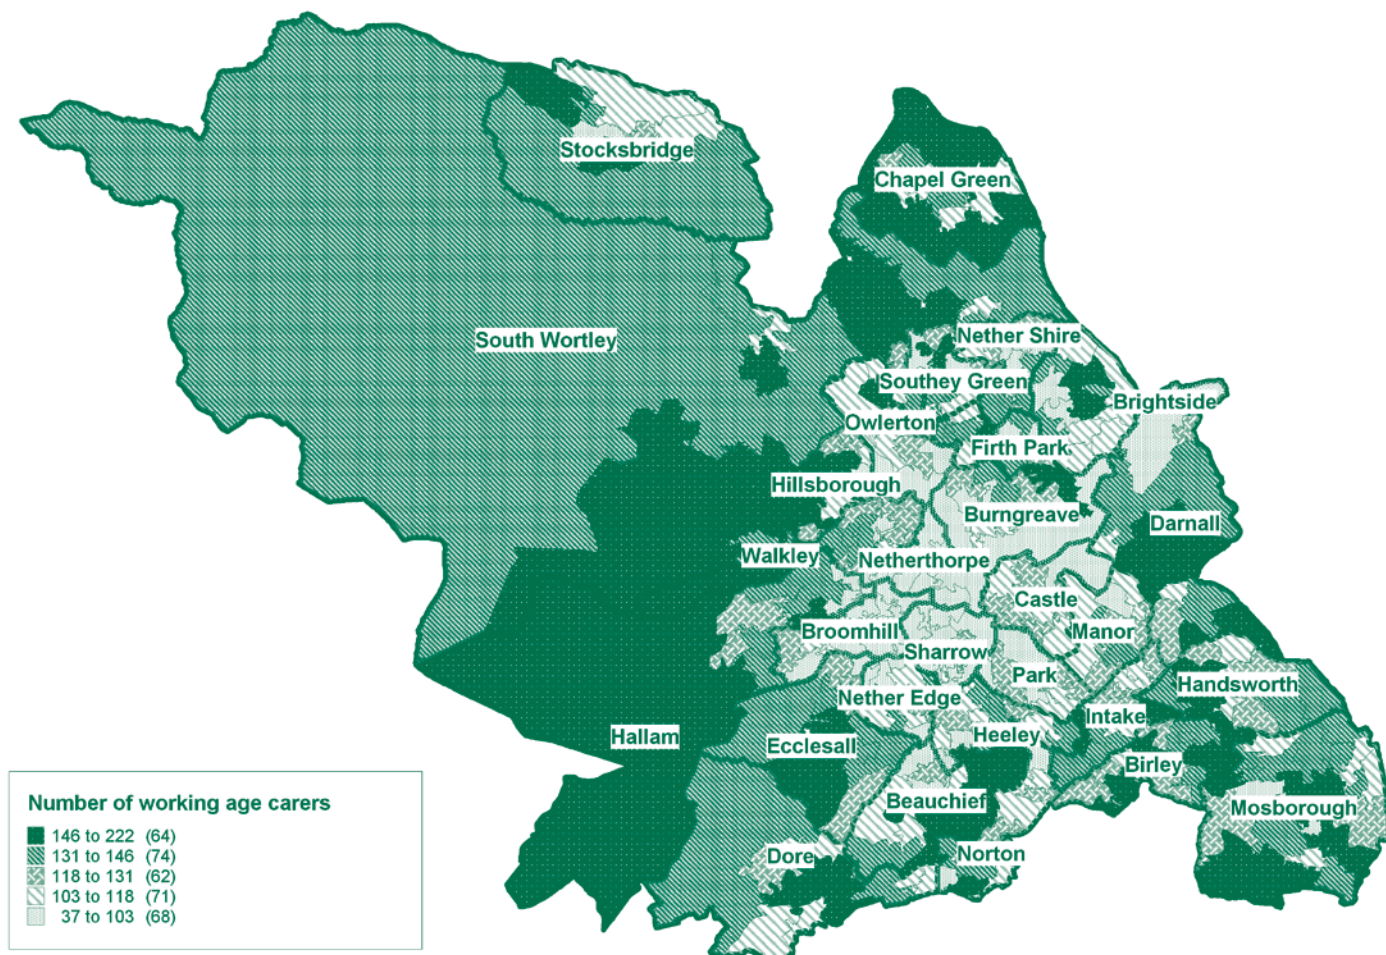 Stocksbridge
Chapel Green
South Wortley
Nether Shire
Southey Green
Brightside
Owlerton
Firth Park
Hillsborough
Burngreave
Darnall
Walkley
Netherthorpe
Castle
Broomhill
Manor
Sharrow
Park
Handsworth
Nether Edge
Intake
Hallam
Ecclesall
Heeley
Birley
Beauchief
Mosborough
Dore
Norton
Number of working age carers
146 to 222 (64)
131 to 146 (74)
118 to 131 (62)
103 to 118 (71)
37 to 103 (68)